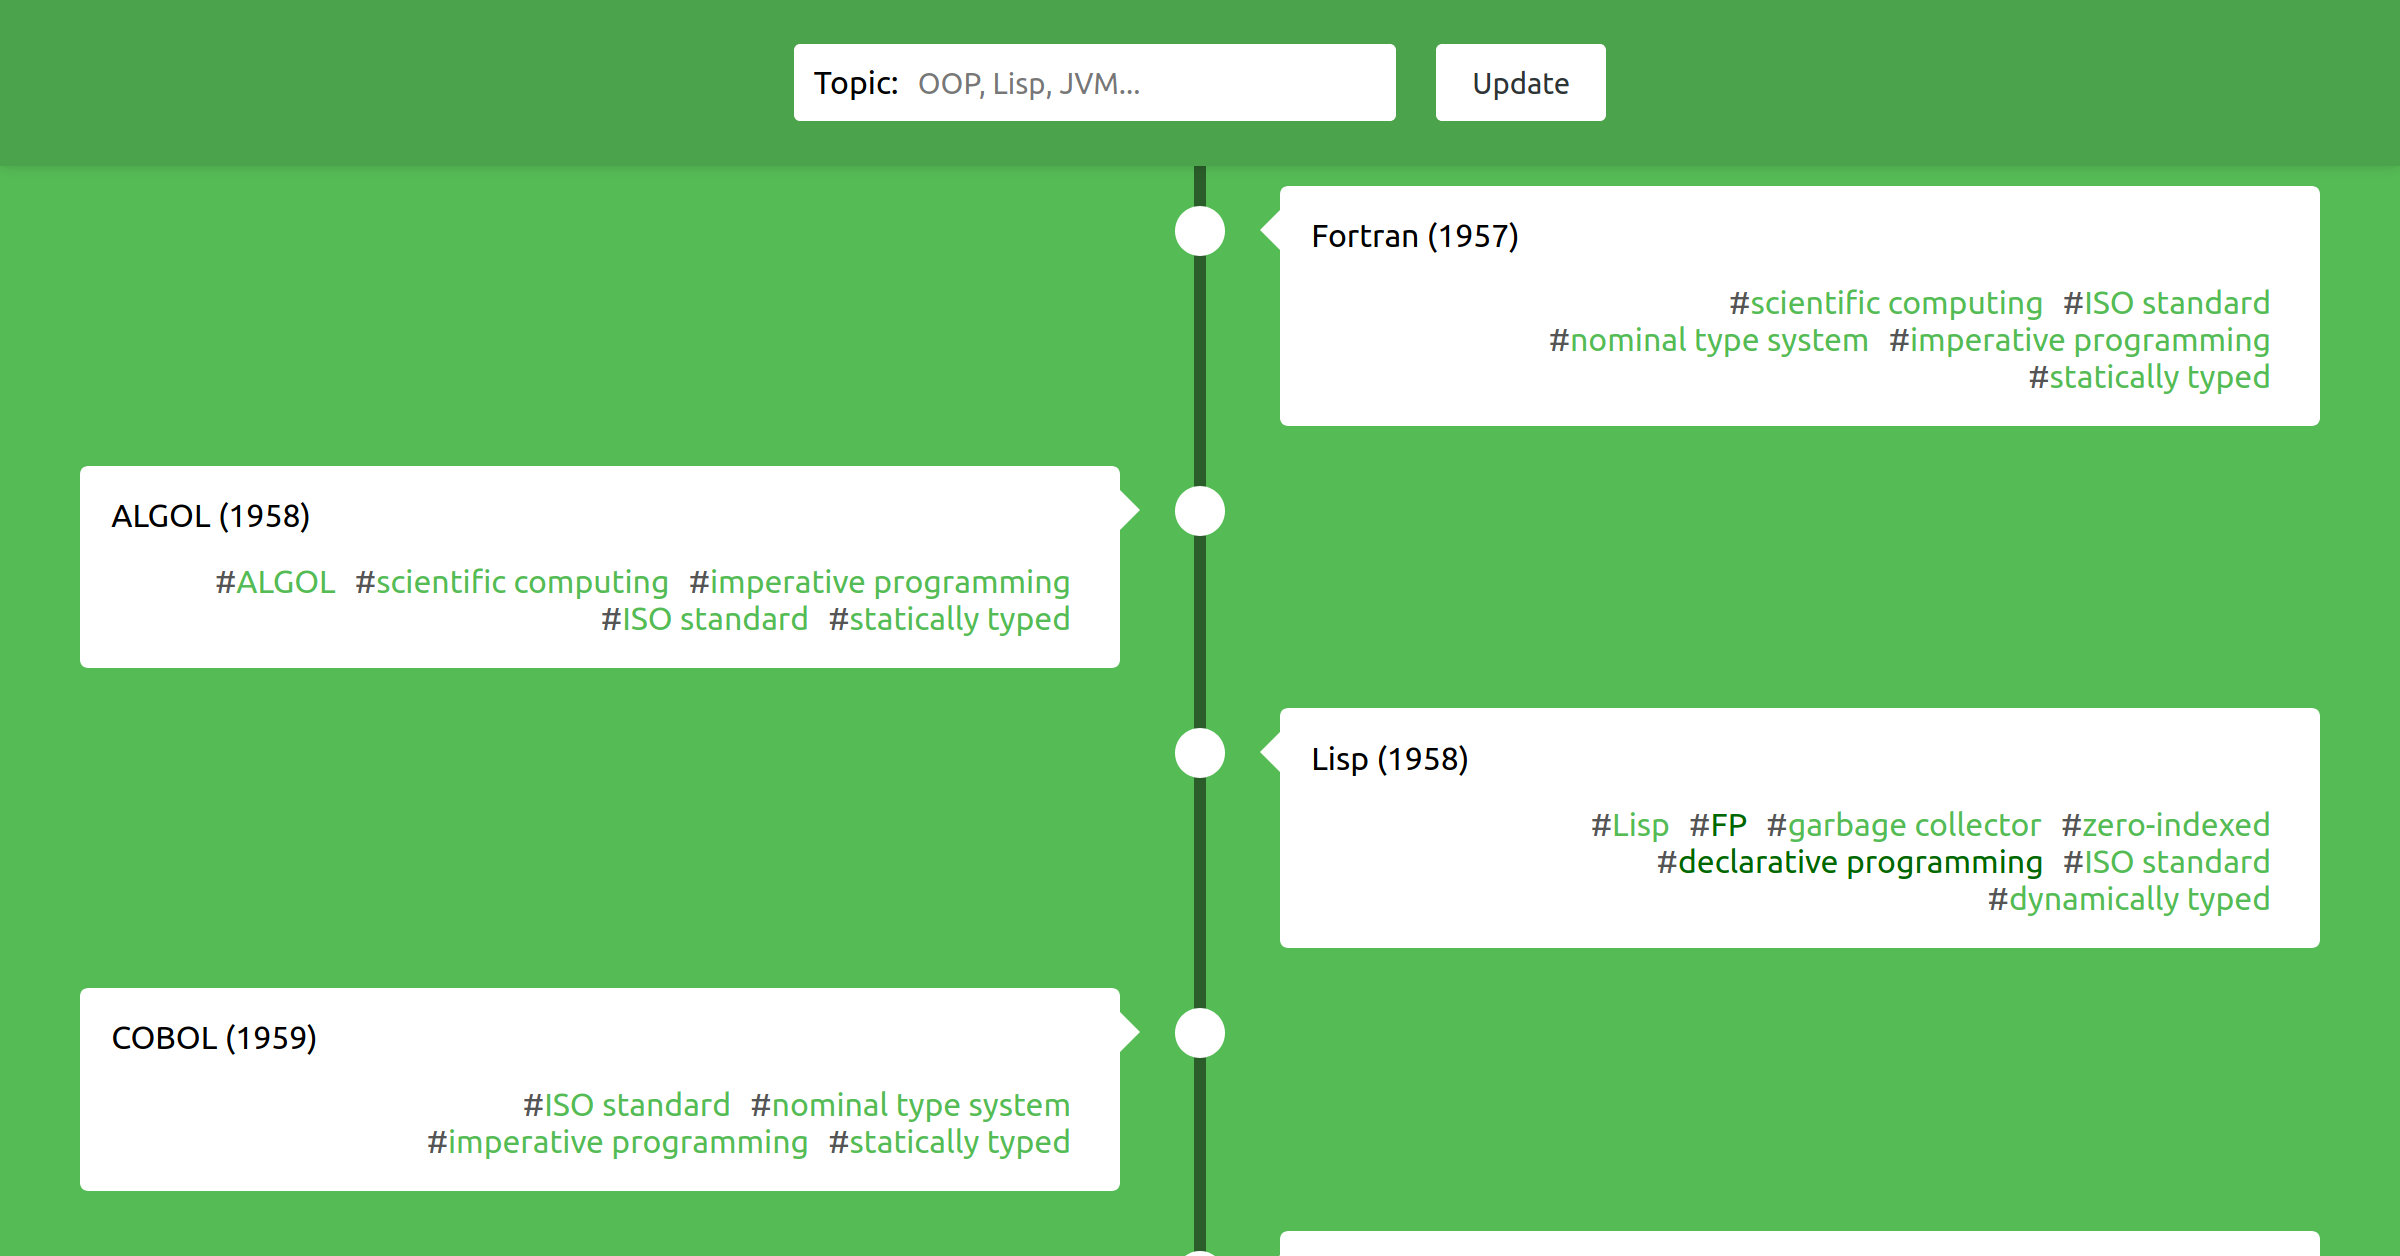 Topic: OOP, Lisp, JVM...
Update
Fortran (1957)
#scientific computing #ISO standard
#nominal type system #imperative programming
#statically typed
ALGOL (1958)
#ALGOL #scientific computing #imperative programming
#ISO standard #statically typed
Lisp (1958)
#Lisp #FP #garbage collector #zero-indexed
#declarative programming #ISO standard
#dynamically typed
COBOL (1959)
#ISO standard #nominal type system
#imperative programming #statically typed